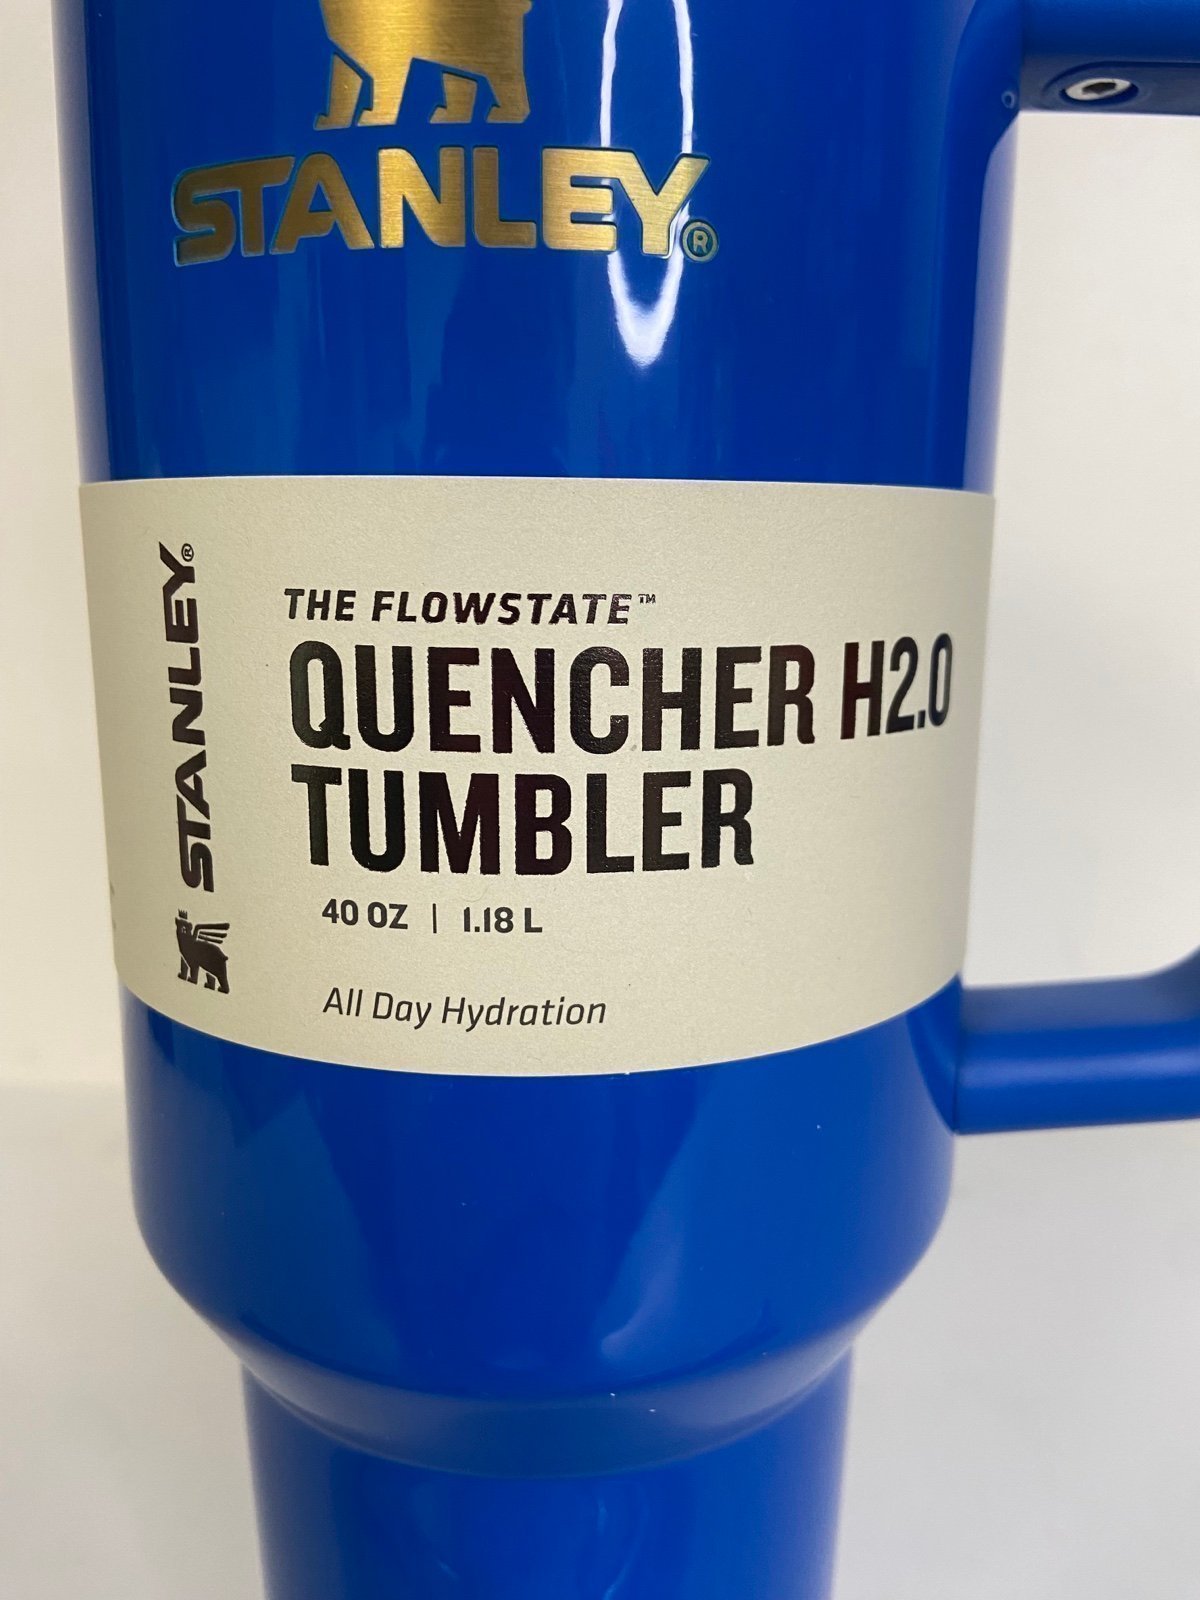 STANLEY®
STANLEY®
THE FLOWSTATE™
QUENCHER H2.0
TUMBLER
40 OZ | 1.18 L
All Day Hydration